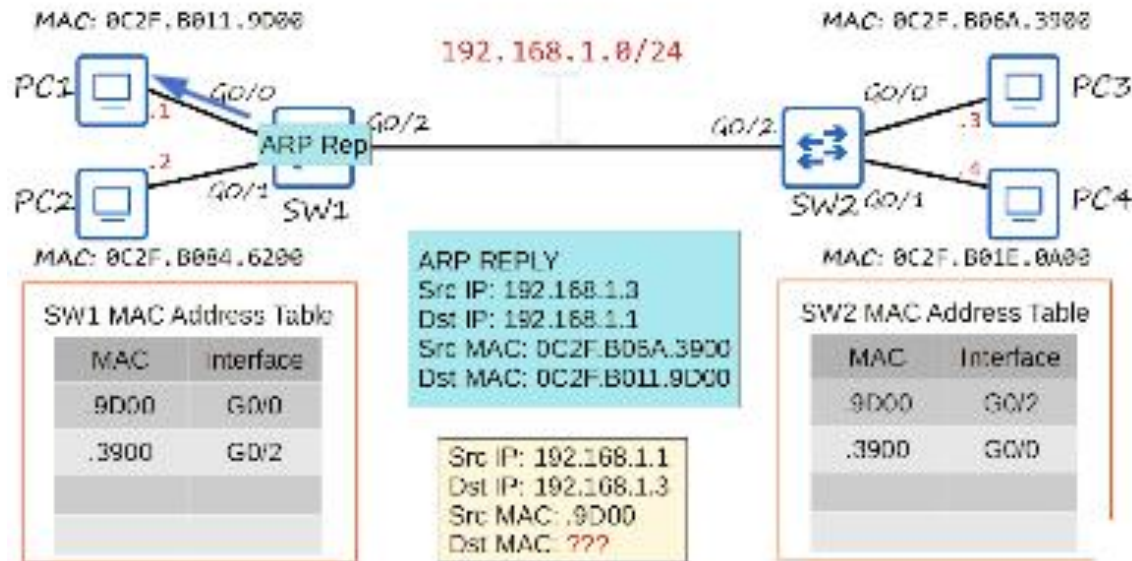 MAC: 0C2F.B011.9D00
MAC: 0C2F.B06A.3900
192.168.1.0/24
PC1
G0/0
.1
G0/2
ARP Rep
G0/2
G0/0
.3
PC3
.2
G0/1
PC2
SW1
SW2
G0/1
.4
PC4
MAC: 0C2F.B084.6200
MAC: 0C2F.B01E.0A00
ARP REPLY
Src IP: 192.168.1.3
Dst IP: 192.168.1.1
Src MAC: 0C2F.B06A.3900
Dst MAC: 0C2F.B011.9D00
SW1 MAC Address Table
MAC Interface
.9D00 G0/0
.3900 G0/2
Src IP: 192.168.1.1
Dst IP: 192.168.1.3
Src MAC: .9D00
Dst MAC: ???
SW2 MAC Address Table
MAC Interface
.9D00 G0/2
.3900 G0/0